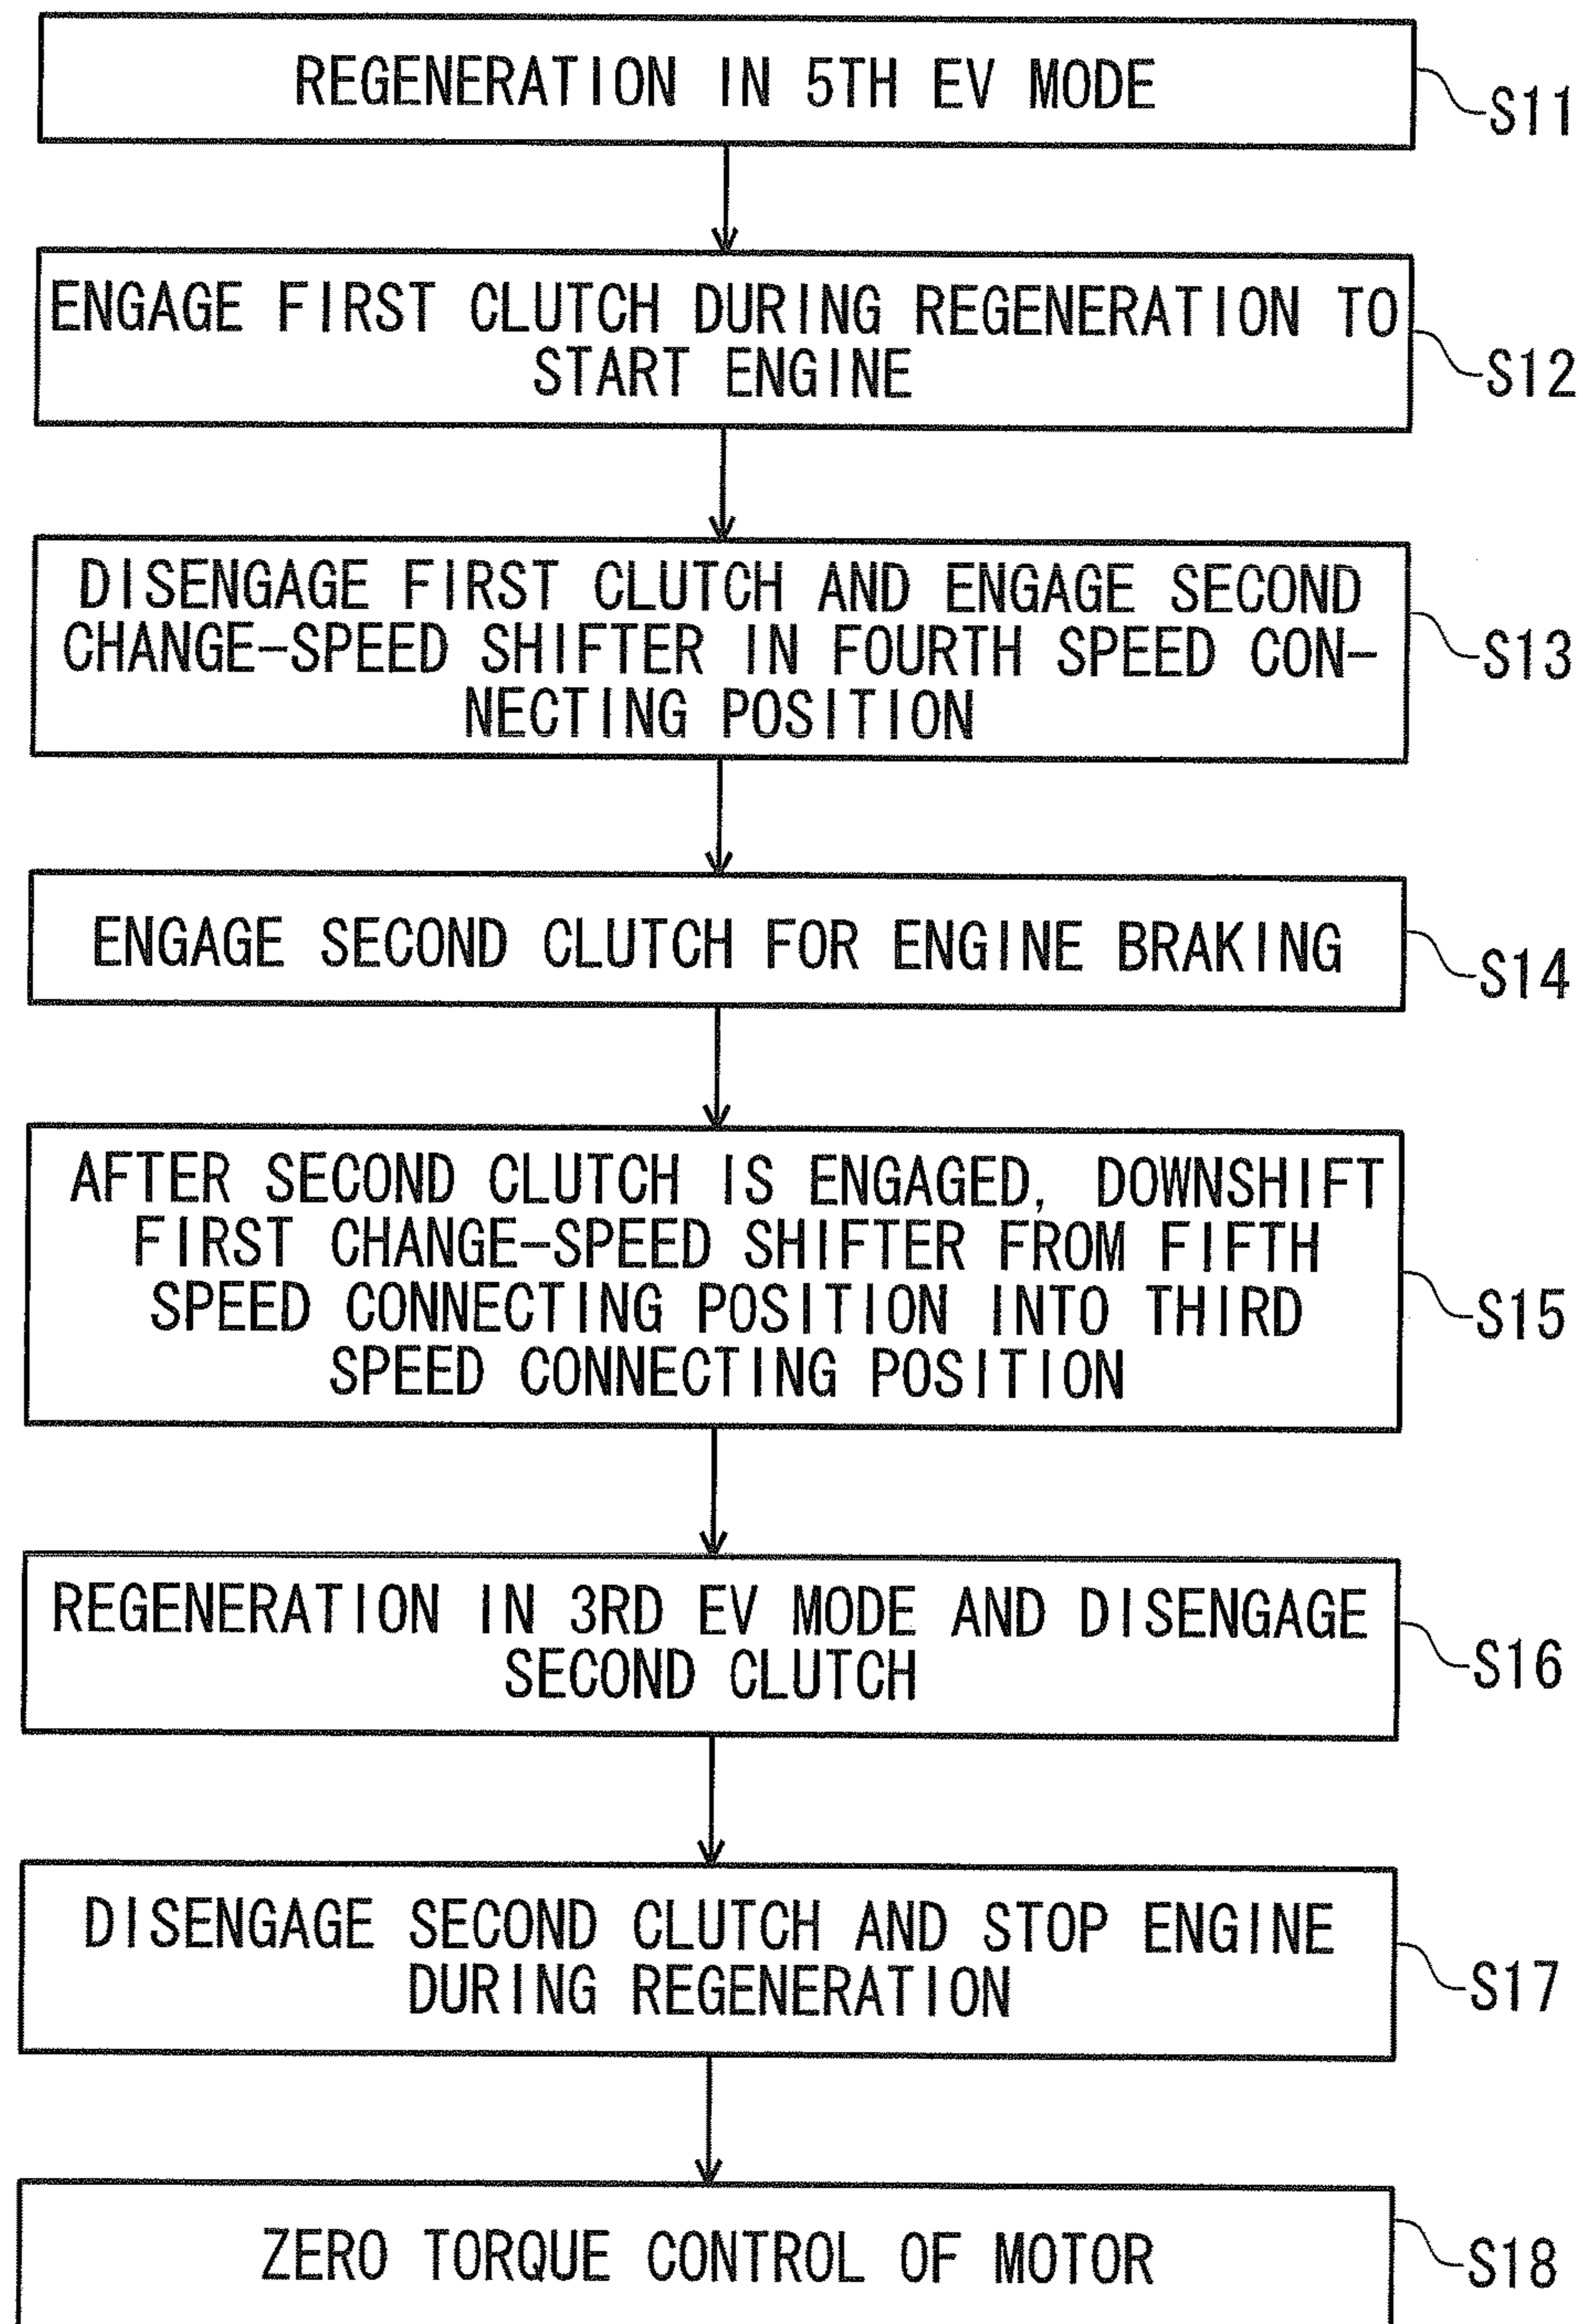 REGENERATION IN 5TH EV MODE
S11
ENGAGE FIRST CLUTCH DURING REGENERATION TO
START ENGINE
S12
DISENGAGE FIRST CLUTCH AND ENGAGE SECOND
CHANGE-SPEED SHIFTER IN FOURTH SPEED CON-
NECTING POSITION
S13
ENGAGE SECOND CLUTCH FOR ENGINE BRAKING
S14
AFTER SECOND CLUTCH IS ENGAGED, DOWNSHIFT
FIRST CHANGE-SPEED SHIFTER FROM FIFTH
SPEED CONNECTING POSITION INTO THIRD
SPEED CONNECTING POSITION
S15
REGENERATION IN 3RD EV MODE AND DISENGAGE
SECOND CLUTCH
S16
DISENGAGE SECOND CLUTCH AND STOP ENGINE
DURING REGENERATION
S17
ZERO TORQUE CONTROL OF MOTOR
S18